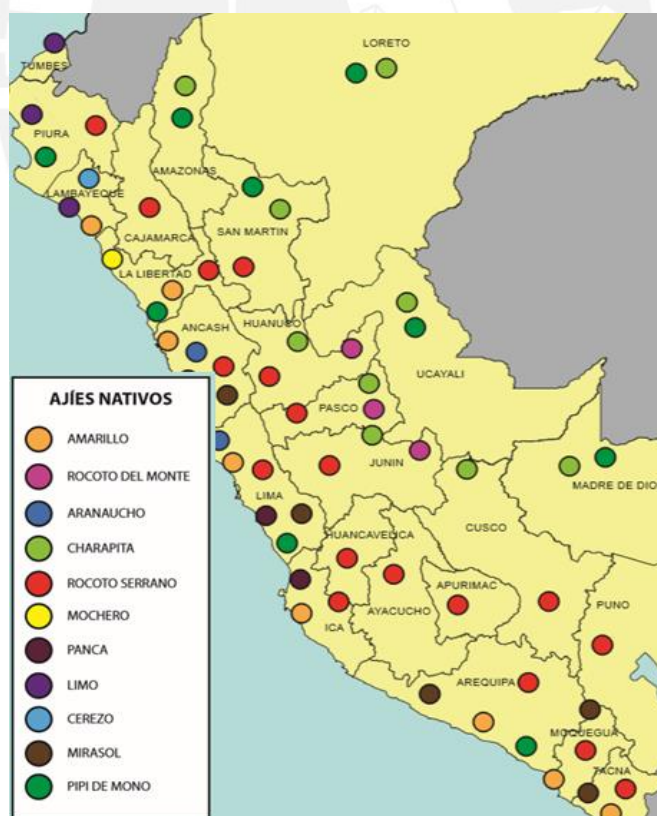 LORETO
TUMBES
PIURA
AMAZONAS
LAMBAYEQUE
CAJAMARCA
SAN MARTIN
LA LIBERTAD
ANCASH
HUANUCO
UCAYALI
PASCO
JUNIN
MADRE DE DIO
LIMA
CUSCO
HUANCAVELICA
APURIMAC
PUNO
AYACUCHO
ICA
AREQUIPA
MOQUEGUA
TACNA
AJÍES NATIVOS
AMARILLO
ROCOTO DEL MONTE
ARANAUCHO
CHARAPITA
ROCOTO SERRANO
MOCHERO
PANCA
LIMO
CEREZO
MIRASOL
PIPI DE MONO